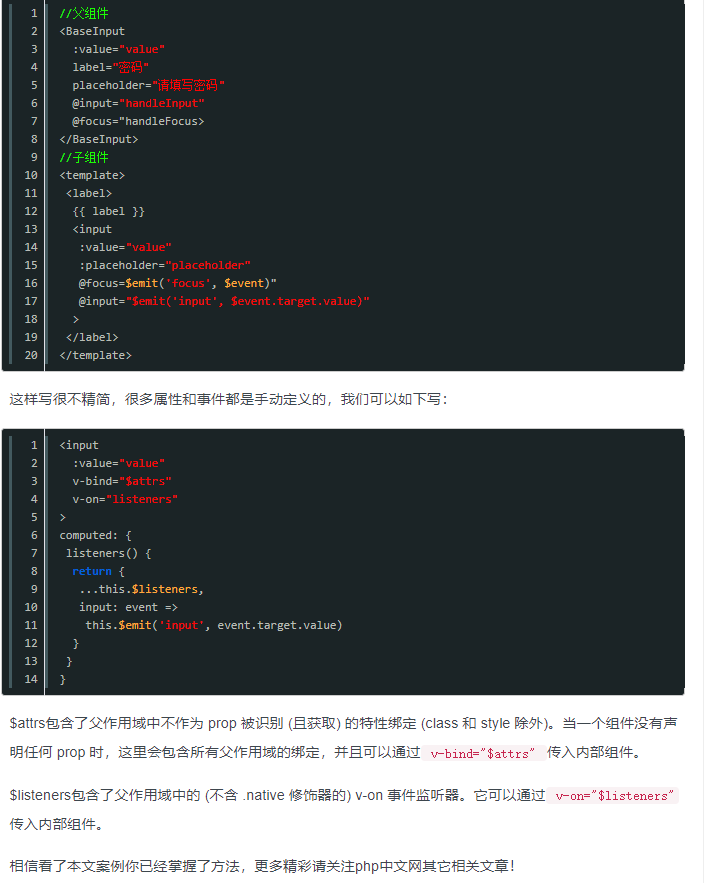 1 //父组件
2 <BaseInput
3 :value="value"
4 label="密码"
5 placeholder="请填写密码"
6 @input="handleInput"
7 @focus="handleFocus>
8 </BaseInput>
9 //子组件
10 <template>
11 <label>
12 {{ label }}
13 <input
14 :value="value"
15 :placeholder="placeholder"
16 @focus=$emit('focus', $event)"
17 @input="$emit('input', $event.target.value)"
18 >
19 </label>
20 </template>
这样写很不精简，很多属性和事件都是手动定义的，我们可以如下写：
1 <input
2 :value="value"
3 v-bind="$attrs"
4 v-on="listeners"
5 >
6 computed: {
7 listeners() {
8 return {
9 ...this.$listeners,
10 input: event =>
11 this.$emit('input', event.target.value)
12 }
13 }
14 }
$attrs包含了父作用域中不作为 prop 被识别 (且获取) 的特性绑定 (class 和 style 除外)。当一个组件没有声
明任何 prop 时，这里会包含所有父作用域的绑定，并且可以通过 v-bind="$attrs" 传入内部组件。
$listeners包含了父作用域中的 (不含 .native 修饰器的) v-on 事件监听器。它可以通过 v-on="$listeners"
传入内部组件。
相信看了本文案例你已经掌握了方法，更多精彩请关注php中文网其它相关文章！